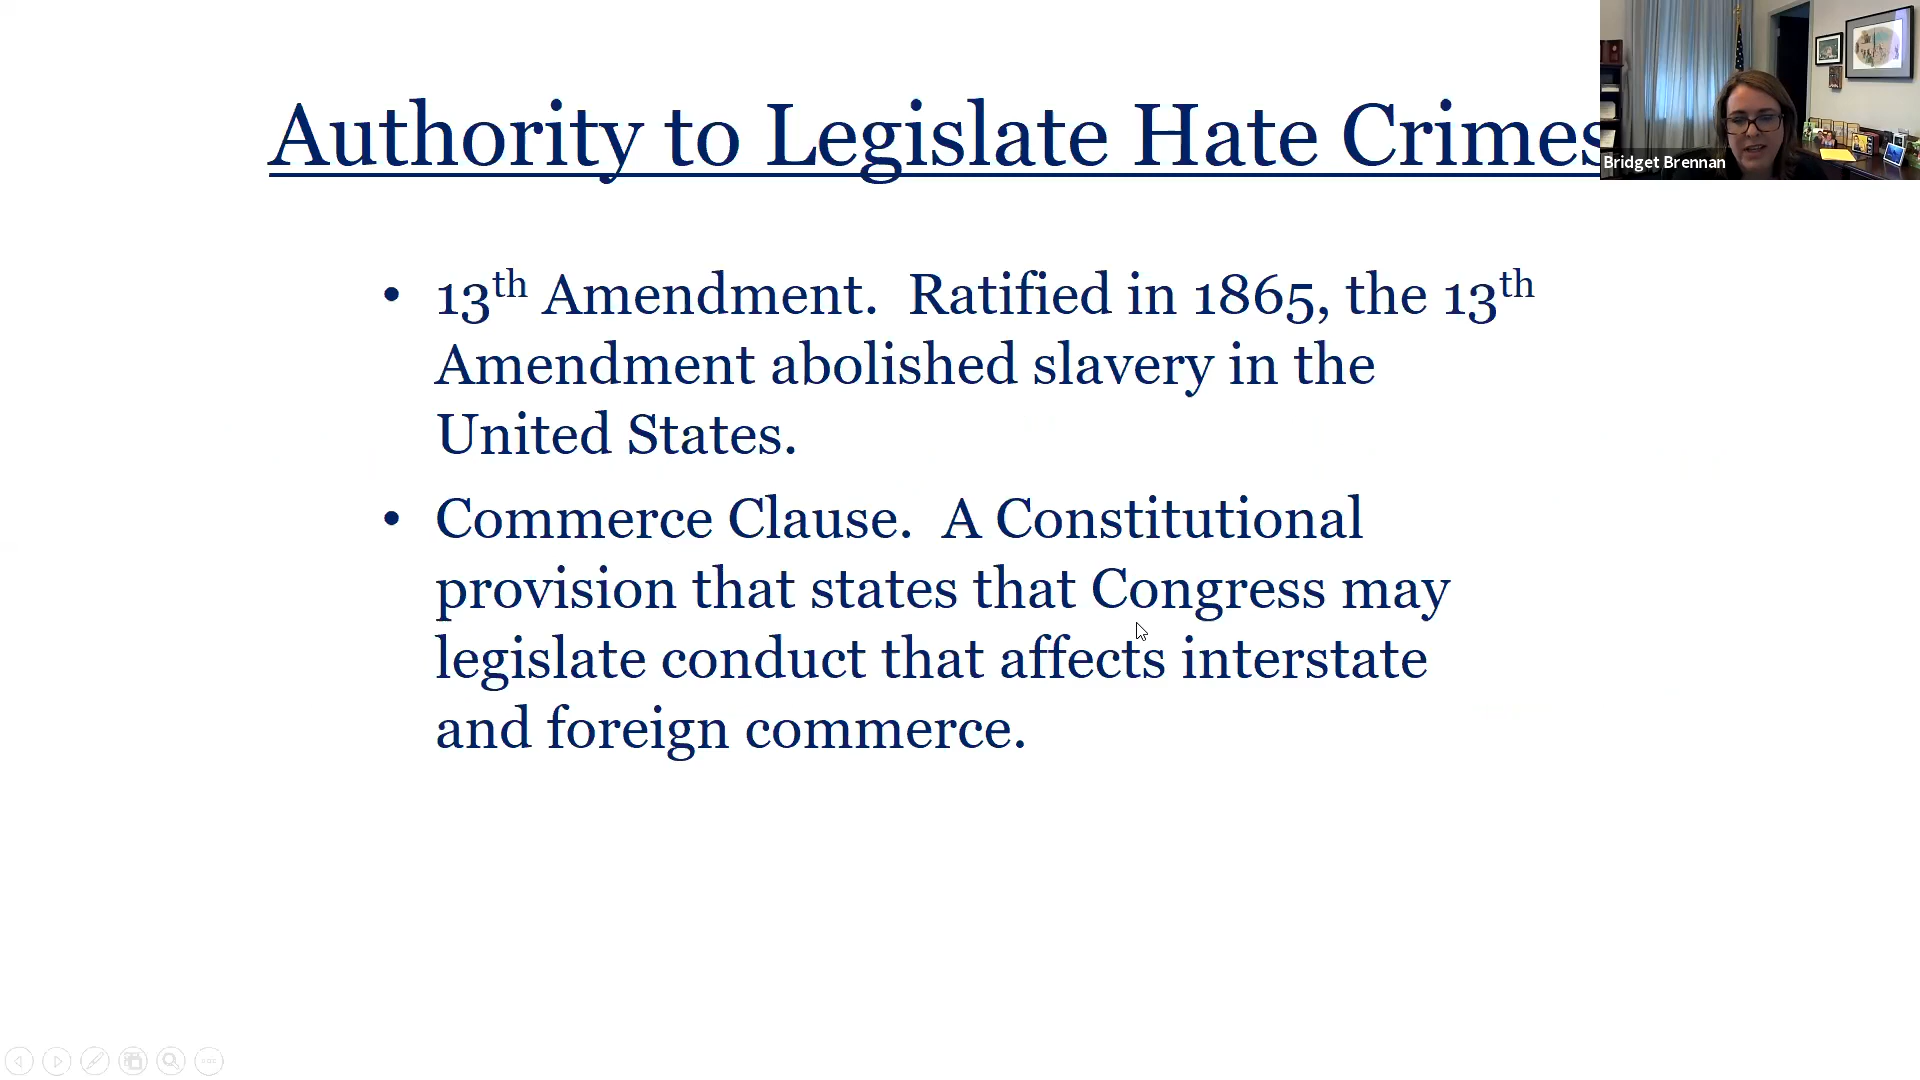 Authority to Legislate Hate Crimes
Bridget Brennan
• 13th Amendment. Ratified in 1865, the 13th
Amendment abolished slavery in the
United States.
• Commerce Clause. A Constitutional
provision that states that Congress may
legislate conduct that affects interstate
and foreign commerce.